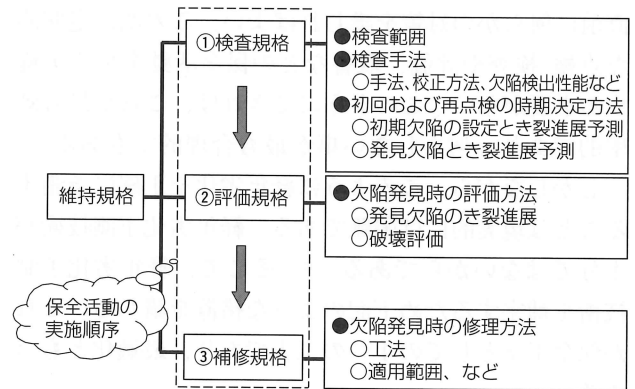 ①検査規格
●検査範囲
●検査手法
○手法、校正方法、欠陥検出性能など
●初回および再点検の時期決定方法
○初期欠陥の設定とき裂進展予測
○発見欠陥とき裂進展予測
維持規格
②評価規格
●欠陥発見時の評価方法
○発見欠陥のき裂進展
○破壊評価
保全活動の
実施順序
③補修規格
●欠陥発見時の修理方法
○工法
○適用範囲、など